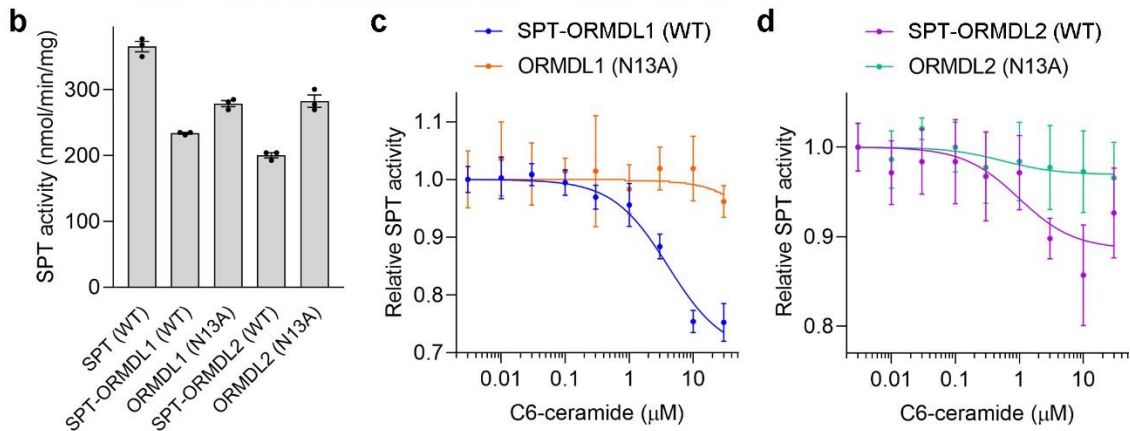 b
SPT activity (nmol/min/mg)
300
200
100
0
SPT (WT)
SPT-ORMDL1 (WT)
ORMDL1 (N13A)
SPT-ORMDL2 (WT)
ORMDL2 (N13A)
c
SPT-ORMDL1 (WT)
ORMDL1 (N13A)
Relative SPT activity
1.1
1.0
0.9
0.8
0.7
0.01
0.1
1
10
C6-ceramide (μM)
d
SPT-ORMDL2 (WT)
ORMDL2 (N13A)
Relative SPT activity
1.0
0.9
0.8
0.01
0.1
1
10
C6-ceramide (μM)